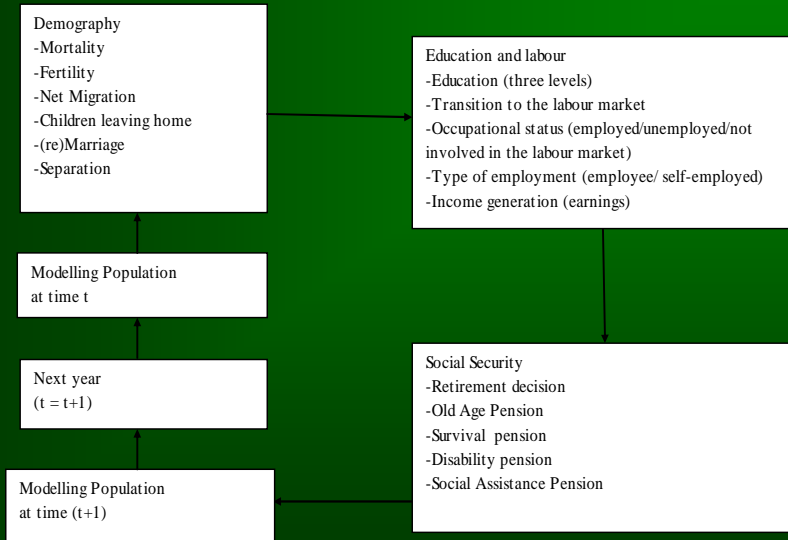 Demography
-Mortality
-Fertility
-Net Migration
-Children leaving home
-(re)Marriage
-Separation
Education and labour
-Education (three levels)
-Transition to the labour market
-Occupational status (employed/unemployed/not
involved in the labour market)
-Type of employment (employee/ self-employed)
-Income generation (earnings)
Modelling Population
at time t
Next year
(t = t+1)
Modelling Population
at time (t+1)
Social Security
-Retirement decision
-Old Age Pension
-Survival pension
-Disability pension
-Social Assistance Pension